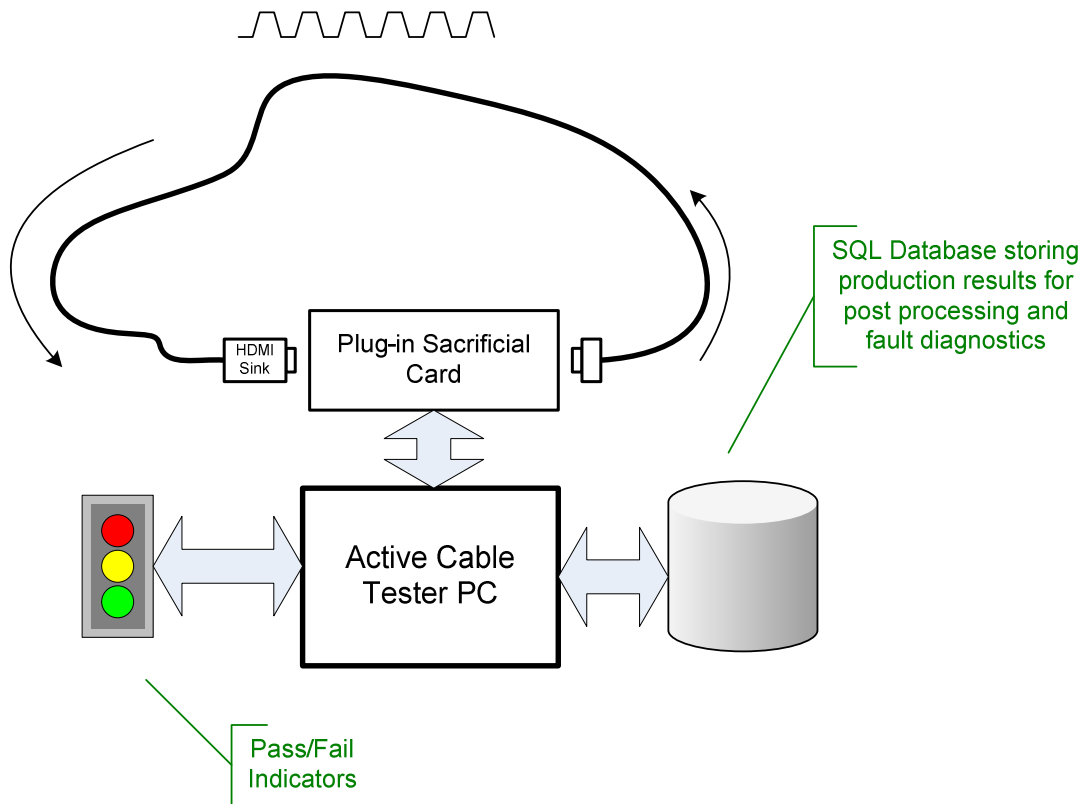 SQL Database storing
production results for
post processing and
fault diagnostics
HDMI
Sink
Plug-in Sacrificial
Card
Active Cable
Tester PC
Pass/Fail
Indicators